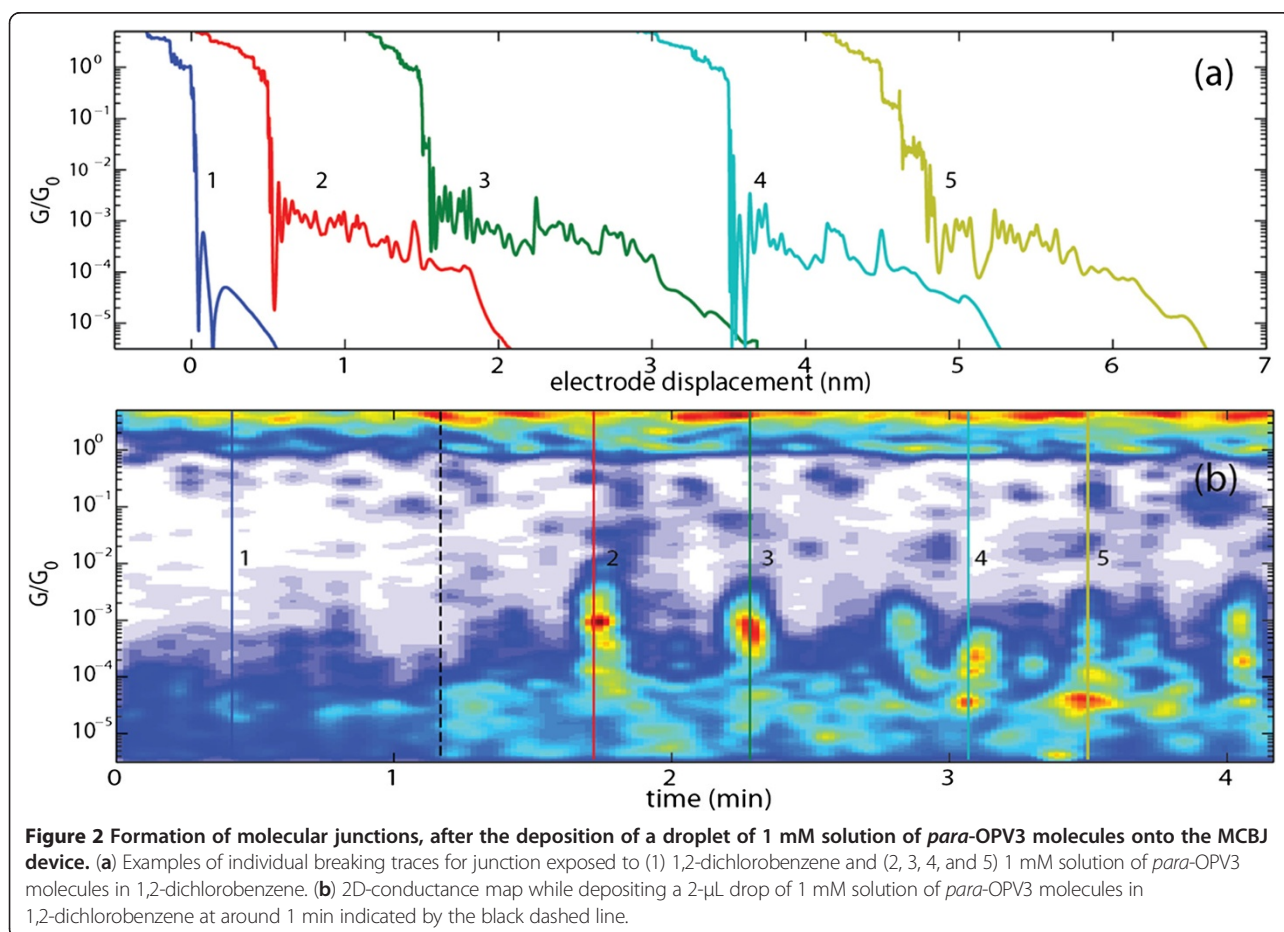 (a)
10⁰
10⁻¹
10⁻²
10⁻³
10⁻⁴
10⁻⁵
G/G₀
1
2
3
4
5
0 1 2 3 4 5 6 7
electrode displacement (nm)
(b)
10⁰
10⁻¹
10⁻²
10⁻³
10⁻⁴
10⁻⁵
G/G₀
1
2
3
4
5
0 1 2 3 4
time (min)
Figure 2 Formation of molecular junctions, after the deposition of a droplet of 1 mM solution of para-OPV3 molecules onto the MCBJ
device. (a) Examples of individual breaking traces for junction exposed to (1) 1,2-dichlorobenzene and (2, 3, 4, and 5) 1 mM solution of para-OPV3
molecules in 1,2-dichlorobenzene. (b) 2D-conductance map while depositing a 2-μL drop of 1 mM solution of para-OPV3 molecules in
1,2-dichlorobenzene at around 1 min indicated by the black dashed line.